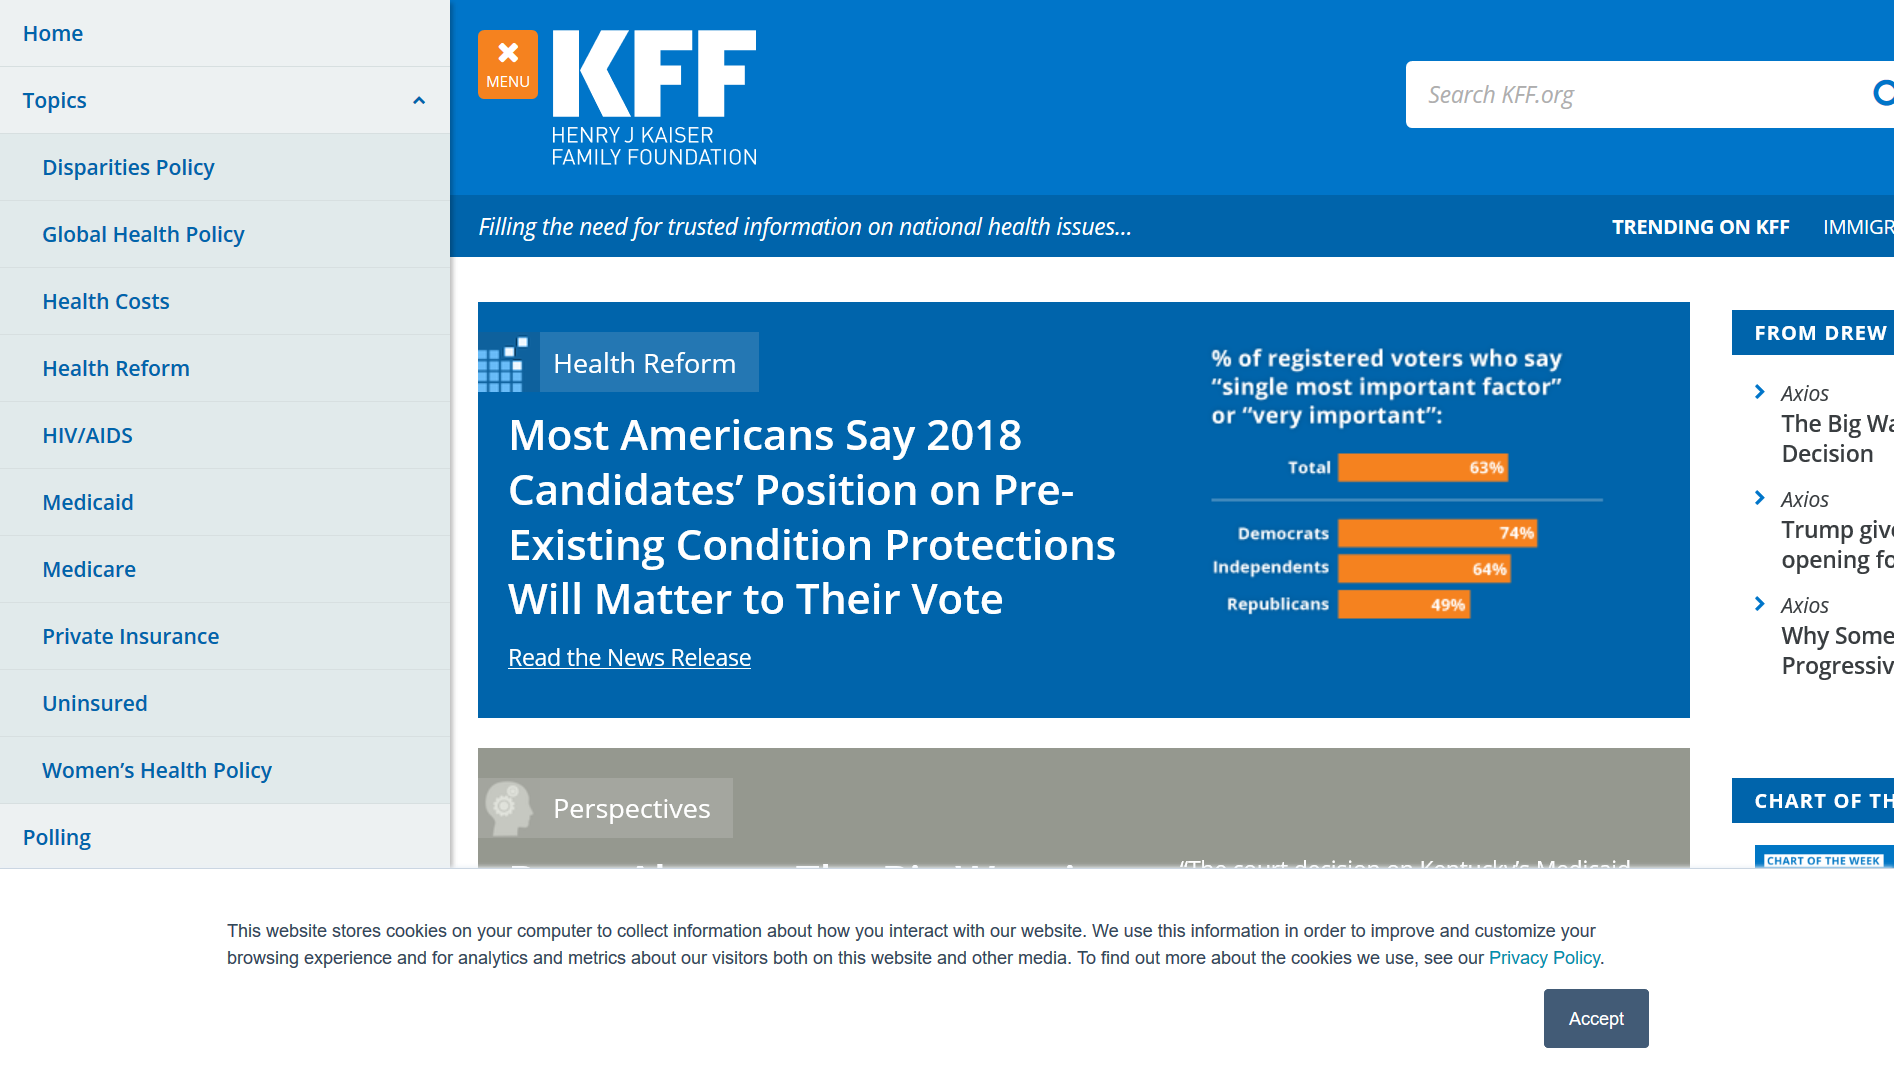 Home
Topics
Disparities Policy
Global Health Policy
Health Costs
Health Reform
HIV/AIDS
Medicaid
Medicare
Private Insurance
Uninsured
Women’s Health Policy
Polling
MENU
KFF
HENRY J KAISER
FAMILY FOUNDATION
Search KFF.org
Filling the need for trusted information on national health issues...
TRENDING ON KFF
IMMIGR
Health Reform
Most Americans Say 2018
Candidates’ Position on Pre-
Existing Condition Protections
Will Matter to Their Vote
Read the News Release
% of registered voters who say
“single most important factor”
or “very important”:
Total 63%
Democrats 74%
Independents 64%
Republicans 49%
Perspectives
“The court decision on Kentucky’s Medicaid
FROM DREW
Axios
The Big Wa
Decision
Axios
Trump give
opening fo
Axios
Why Some
Progressiv
CHART OF TH
CHART OF THE WEEK
This website stores cookies on your computer to collect information about how you interact with our website. We use this information in order to improve and customize your
browsing experience and for analytics and metrics about our visitors both on this website and other media. To find out more about the cookies we use, see our Privacy Policy.
Accept